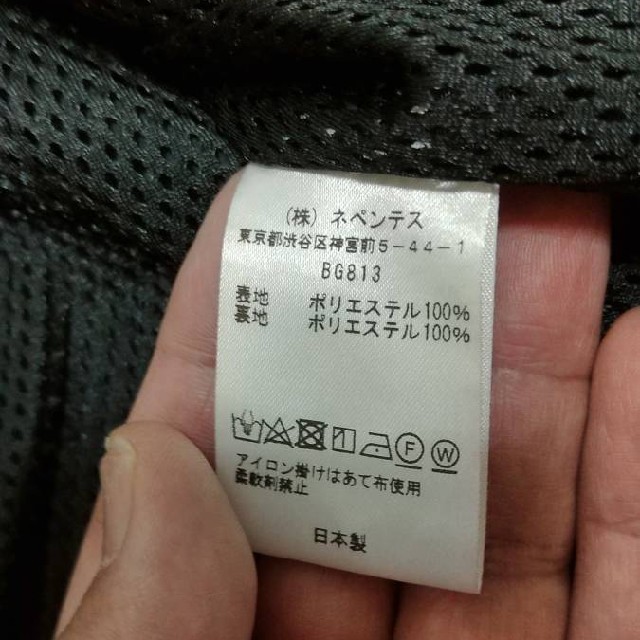 (株) ネペンテス
東京都渋谷区神宮前5-44-1
BG813
表地 ポリエステル100%
裏地 ポリエステル100%
F W
アイロン掛けはあて布使用
柔軟剤禁止
日本製